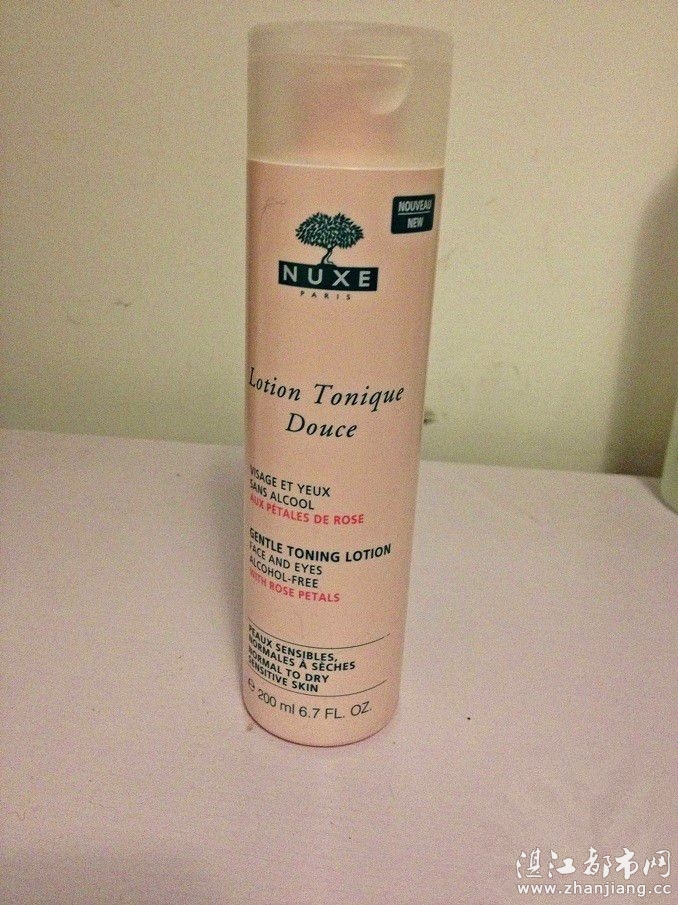 NOUVEAU
NEW
NUXE
PARIS
Lotion Tonique
Douce
VISAGE ET YEUX
SANS ALCOOL
AUX PÉTALES DE ROSE
GENTLE TONING LOTION
FACE AND EYES
ALCOHOL-FREE
WITH ROSE PETALS
PEAUX SENSIBLES,
NORMALES À SÈCHES
NORMAL TO DRY
SENSITIVE SKIN
℮ 200 ml 6.7 FL. OZ.
湛江都市网
www.zhanjiang.cc